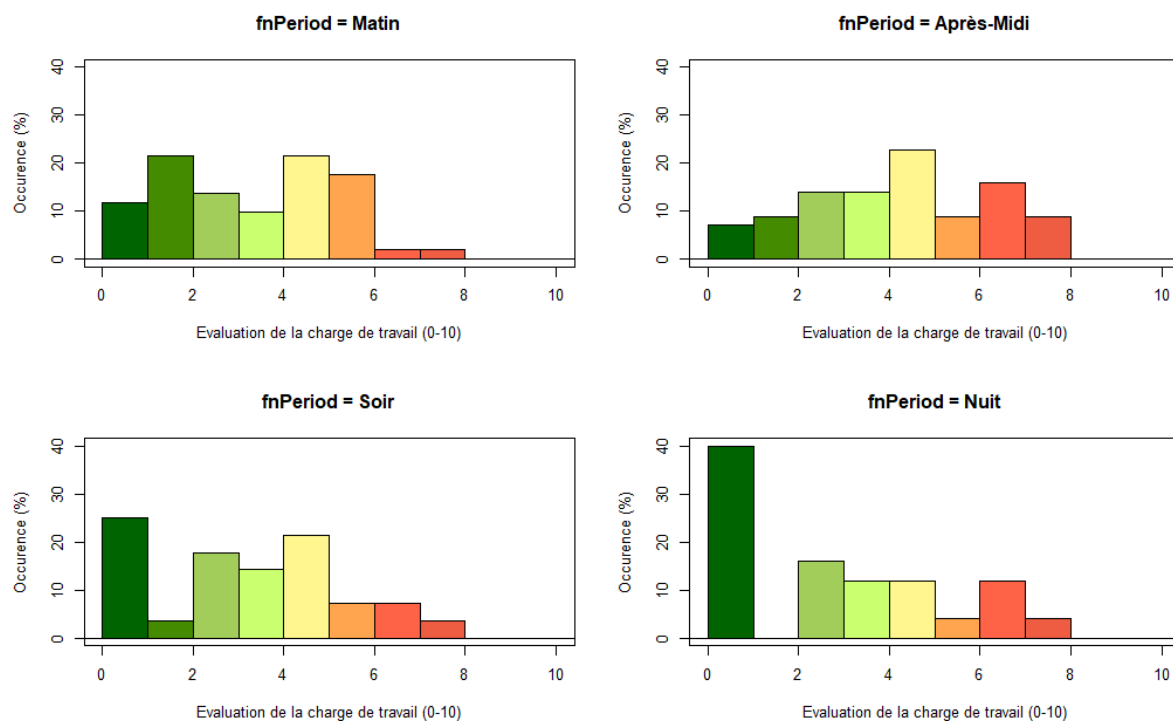 fnPeriod = Matin
Occurence (%)
40
30
20
10
0
0 2 4 6 8 10
Evaluation de la charge de travail (0-10)
fnPeriod = Après-Midi
Occurence (%)
40
30
20
10
0
0 2 4 6 8 10
Evaluation de la charge de travail (0-10)
fnPeriod = Soir
Occurence (%)
40
30
20
10
0
0 2 4 6 8 10
Evaluation de la charge de travail (0-10)
fnPeriod = Nuit
Occurence (%)
40
30
20
10
0
0 2 4 6 8 10
Evaluation de la charge de travail (0-10)